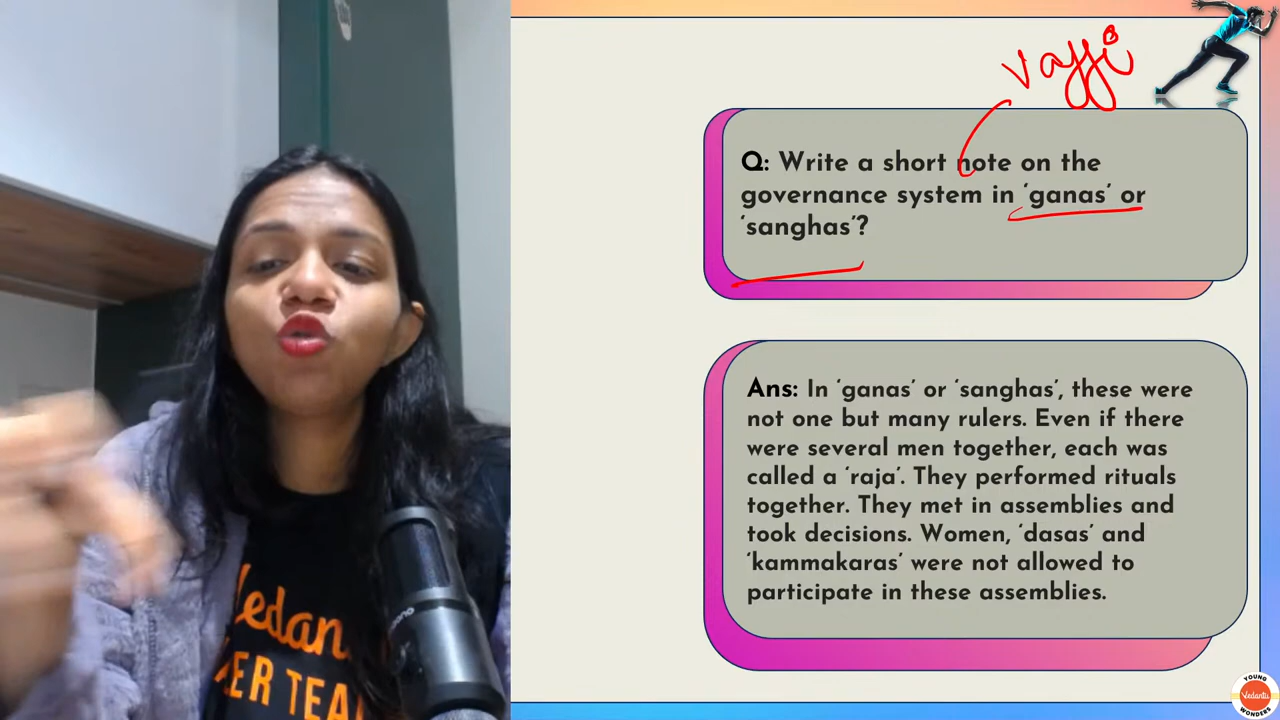 vajji
Q: Write a short note on the
governance system in ‘ganas’ or
‘sanghas’?
Ans: In ‘ganas’ or ‘sanghas’, these were
not one but many rulers. Even if there
were several men together, each was
called a ‘raja’. They performed rituals
together. They met in assemblies and
took decisions. Women, ‘dasas’ and
‘kammakaras’ were not allowed to
participate in these assemblies.
YOUNG
Vedantu
WONDERS